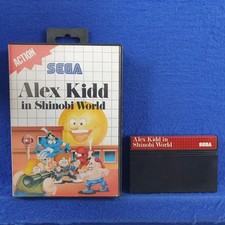 ACTION
SEGA
Alex Kidd
in Shinobi World
Alex Kidd in
Shinobi World
SEGA